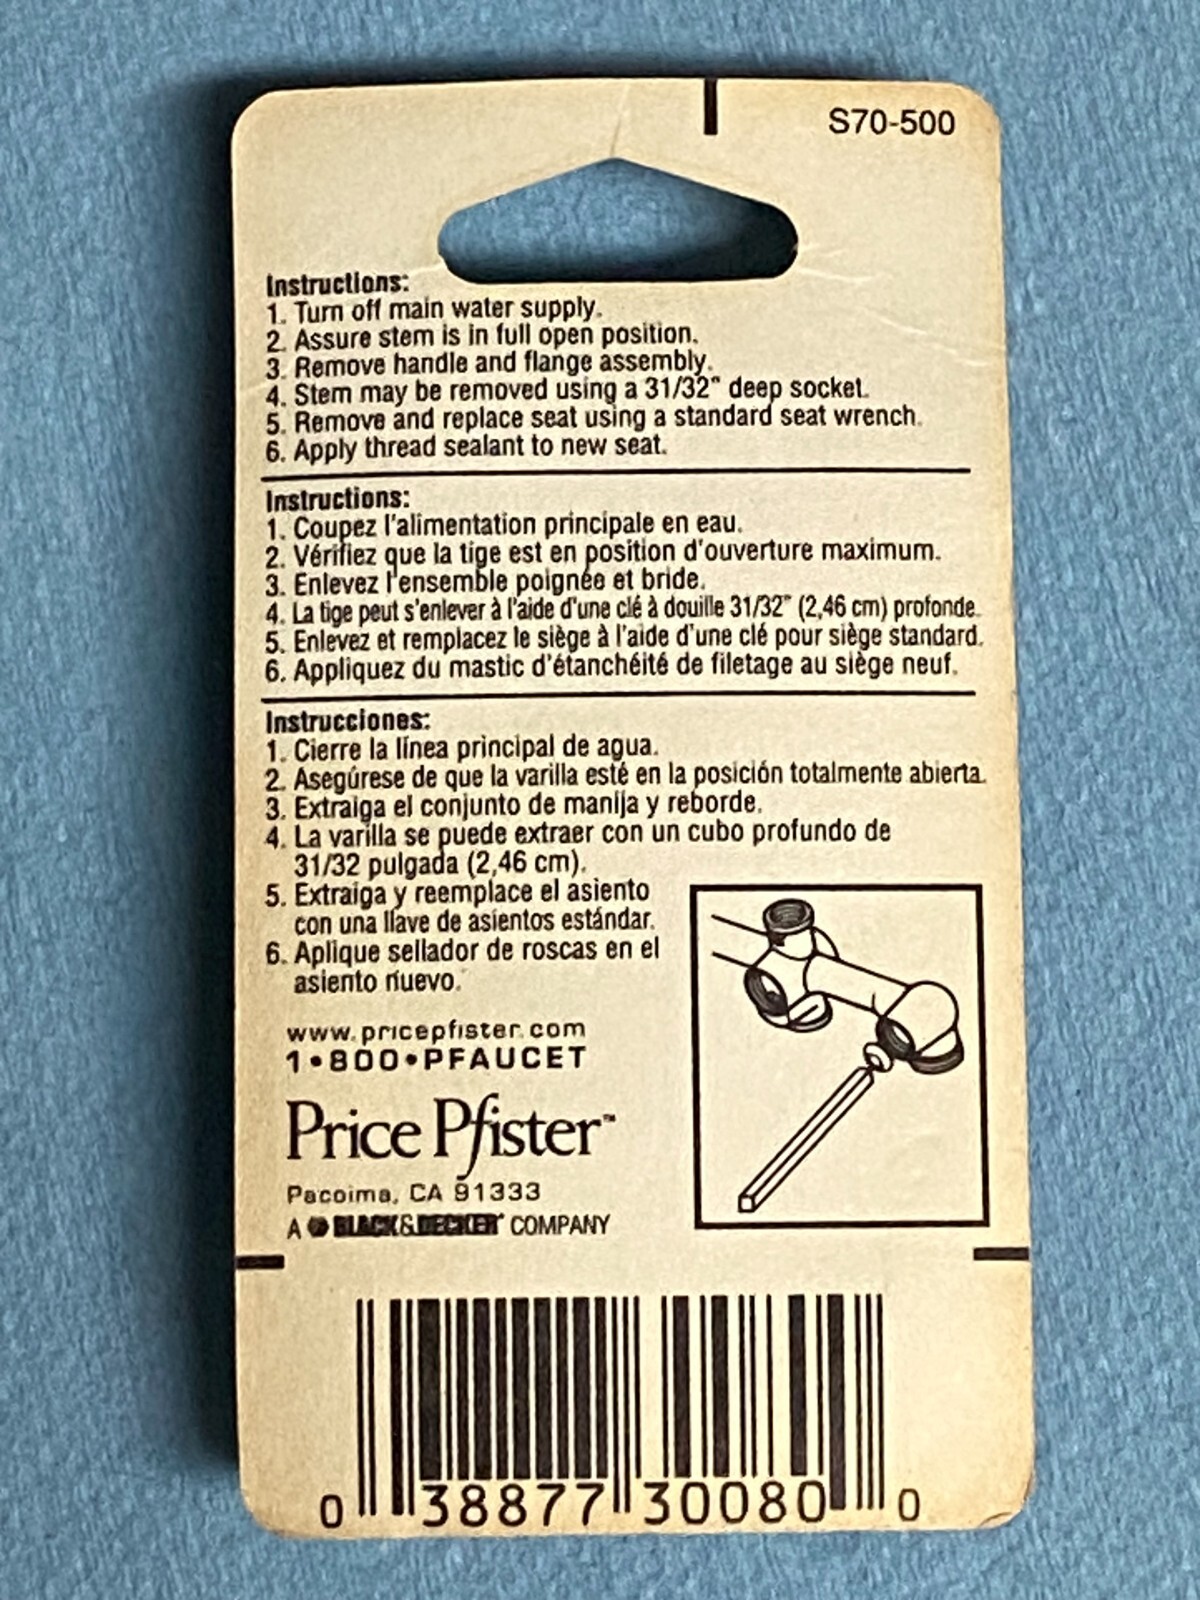 S70-500
Instructions:
1. Turn off main water supply.
2. Assure stem is in full open position.
3. Remove handle and flange assembly.
4. Stem may be removed using a 31/32" deep socket.
5. Remove and replace seat using a standard seat wrench.
6. Apply thread sealant to new seat.
Instructions:
1. Coupez l'alimentation principale en eau.
2. Vérifiez que la tige est en position d'ouverture maximum.
3. Enlevez l'ensemble poignée et bride.
4. La tige peut s'enlever à l'aide d'une clé à douille 31/32" (2,46 cm) profonde.
5. Enlevez et remplacez le siège à l'aide d'une clé pour siège standard.
6. Appliquez du mastic d'étanchéité de filetage au siège neuf.
Instrucciones:
1. Cierre la línea principal de agua.
2. Asegúrese de que la varilla esté en la posición totalmente abierta.
3. Extraiga el conjunto de manija y reborde.
4. La varilla se puede extraer con un cubo profundo de
31/32 pulgada (2,46 cm).
5. Extraiga y reemplace el asiento
con una llave de asientos estándar.
6. Aplique sellador de roscas en el
asiento nuevo.
www.pricepfister.com
1•800•PFAUCET
Price Pfister™
Pacoima, CA 91333
A BLACK&DECKER COMPANY
0 38877 30080 0